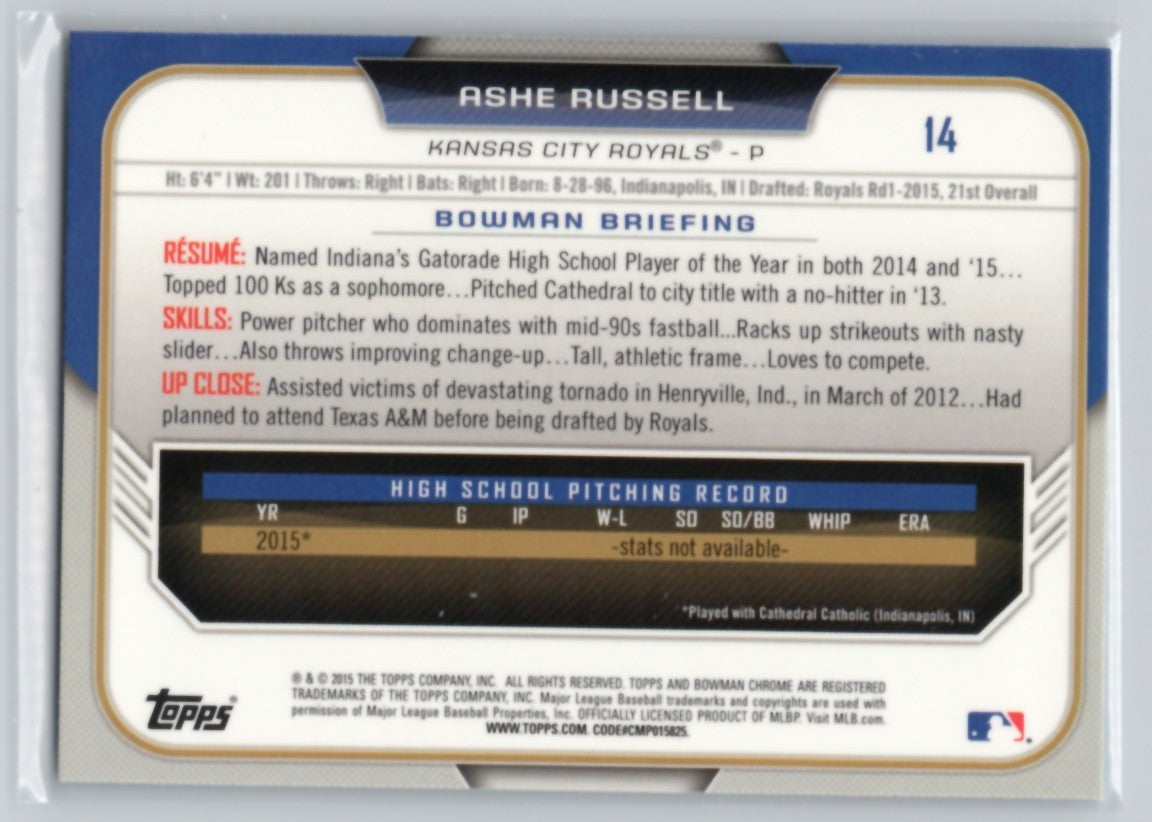 ASHE RUSSELL
14
KANSAS CITY ROYALS® - P
Ht: 6'4" | Wt: 201 | Throws: Right | Bats: Right | Born: 8-28-96, Indianapolis, IN | Drafted: Royals Rd1-2015, 21st Overall
BOWMAN BRIEFING
RÉSUMÉ: Named Indiana's Gatorade High School Player of the Year in both 2014 and '15...
Topped 100 Ks as a sophomore...Pitched Cathedral to city title with a no-hitter in '13.
SKILLS: Power pitcher who dominates with mid-90s fastball...Racks up strikeouts with nasty
slider...Also throws improving change-up...Tall, athletic frame...Loves to compete.
UP CLOSE: Assisted victims of devastating tornado in Henryville, Ind., in March of 2012...Had
planned to attend Texas A&M before being drafted by Royals.
HIGH SCHOOL PITCHING RECORD
YR G IP W-L SO SO/BB WHIP ERA
2015* -stats not available-
*Played with Cathedral Catholic (Indianapolis, IN)
® & © 2015 THE TOPPS COMPANY, INC. ALL RIGHTS RESERVED. TOPPS AND BOWMAN CHROME ARE REGISTERED
TRADEMARKS OF THE TOPPS COMPANY, INC. Major League Baseball trademarks and copyrights are used with
permission of Major League Baseball Properties, Inc. OFFICIALLY LICENSED PRODUCT OF MLBP. Visit MLB.com.
WWW.TOPPS.COM. CODE#CMP015825.
Topps®